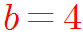 b = 4